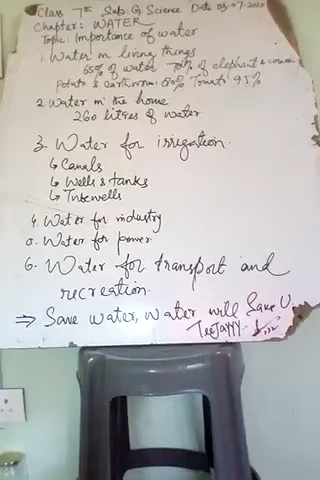 Class 7th Sub: G Science Date 03-07-2020
Chapter: WATER
Topic: Importance of water
1. Water in living things
65% of water 70% of elephant &
Potato & earthworm: 80% Tomato 95%
2. Water in the home
260 litres of water
3. Water for irrigation.
↳ Canals
↳ Wells & tanks
↳ Tubewells
4. Water for industry
5. Water for power
6. Water for transport and
recreation.
⇒ Save water, Water will Save U.